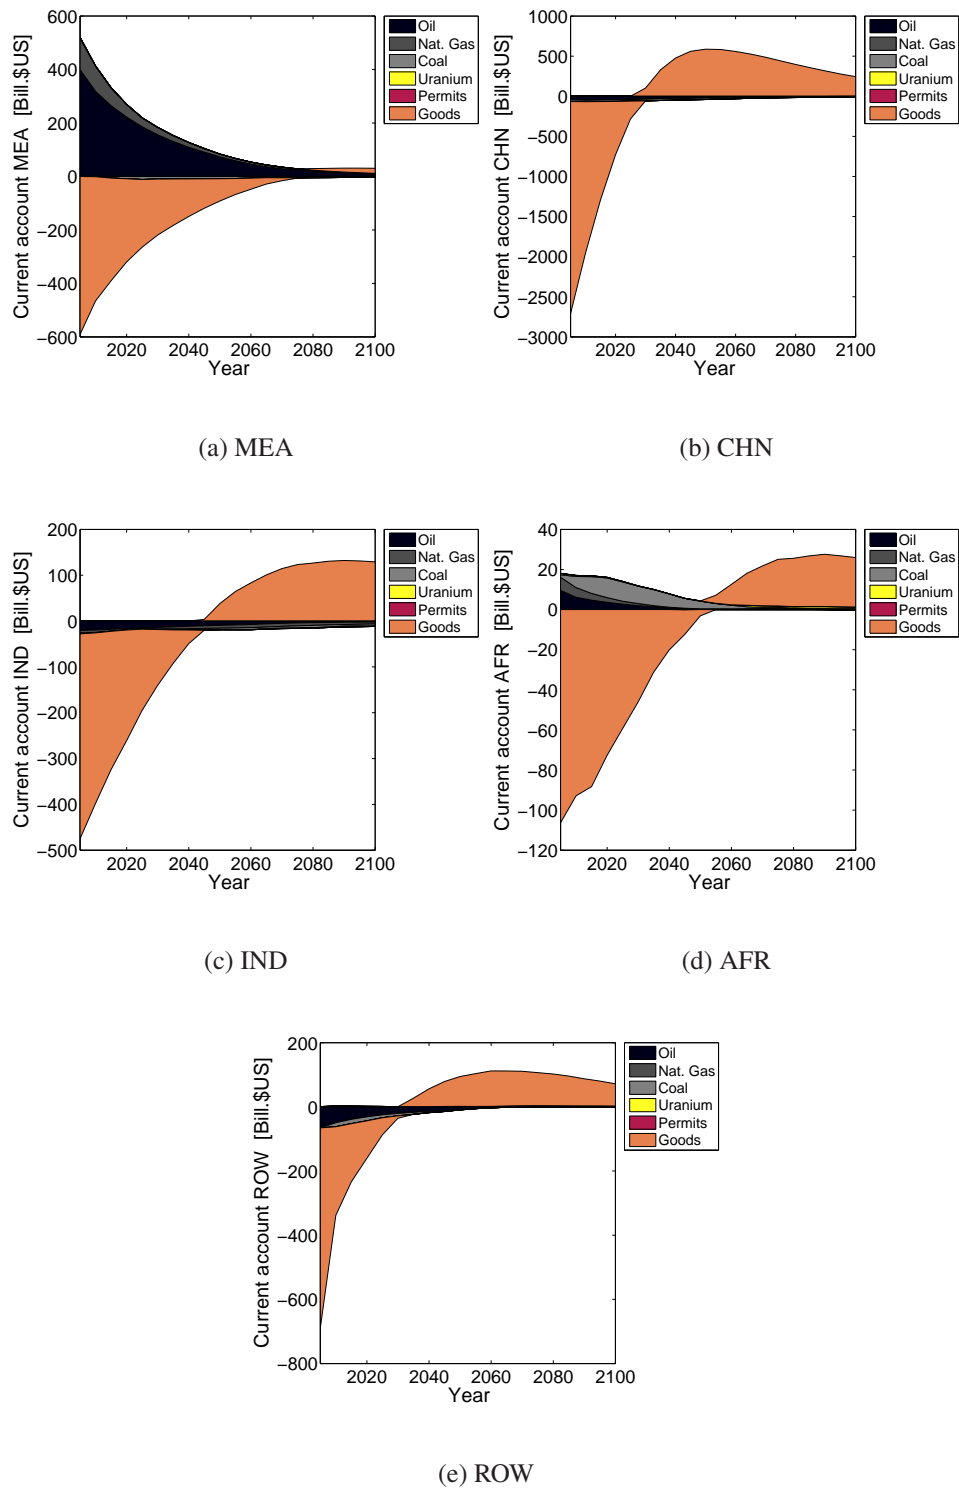 600
400
200
0
−200
−400
−600
2020 2040 2060 2080 2100
Year
Current account MEA [Bill.$US]
Oil
Nat. Gas
Coal
Uranium
Permits
Goods
(a) MEA
1000
500
0
−500
−1000
−1500
−2000
−2500
−3000
2020 2040 2060 2080 2100
Year
Current account CHN [Bill.$US]
Oil
Nat. Gas
Coal
Uranium
Permits
Goods
(b) CHN
200
100
0
−100
−200
−300
−400
−500
2020 2040 2060 2080 2100
Year
Current account IND [Bill.$US]
Oil
Nat. Gas
Coal
Uranium
Permits
Goods
(c) IND
40
20
0
−20
−40
−60
−80
−100
−120
2020 2040 2060 2080 2100
Year
Current account AFR [Bill.$US]
Oil
Nat. Gas
Coal
Uranium
Permits
Goods
(d) AFR
200
0
−200
−400
−600
−800
2020 2040 2060 2080 2100
Year
Current account ROW [Bill.$US]
Oil
Nat. Gas
Coal
Uranium
Permits
Goods
(e) ROW